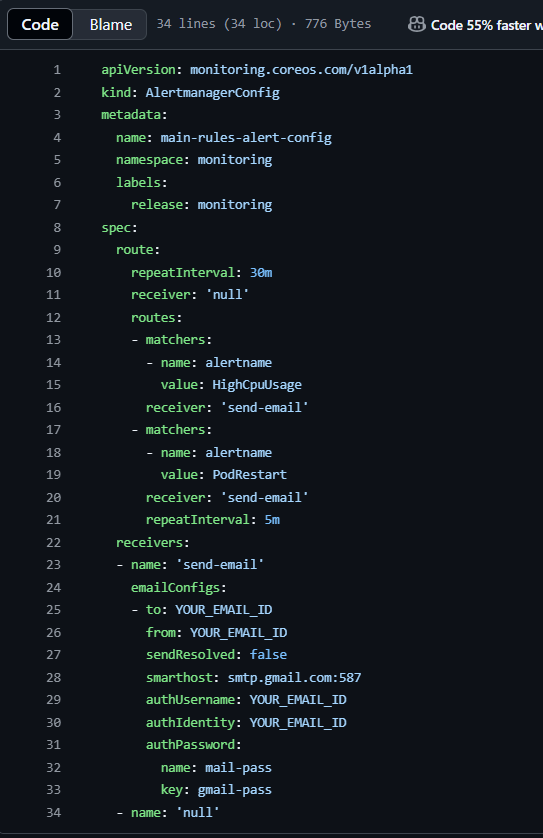 Code Blame 34 lines (34 loc) · 776 Bytes Code 55% faster w
1 apiVersion: monitoring.coreos.com/v1alpha1
2 kind: AlertmanagerConfig
3 metadata:
4   name: main-rules-alert-config
5   namespace: monitoring
6   labels:
7     release: monitoring
8 spec:
9   route:
10     repeatInterval: 30m
11     receiver: 'null'
12     routes:
13     - matchers:
14       - name: alertname
15         value: HighCpuUsage
16       receiver: 'send-email'
17     - matchers:
18       - name: alertname
19         value: PodRestart
20       receiver: 'send-email'
21       repeatInterval: 5m
22   receivers:
23   - name: 'send-email'
24     emailConfigs:
25     - to: YOUR_EMAIL_ID
26       from: YOUR_EMAIL_ID
27       sendResolved: false
28       smarthost: smtp.gmail.com:587
29       authUsername: YOUR_EMAIL_ID
30       authIdentity: YOUR_EMAIL_ID
31       authPassword:
32         name: mail-pass
33         key: gmail-pass
34   - name: 'null'